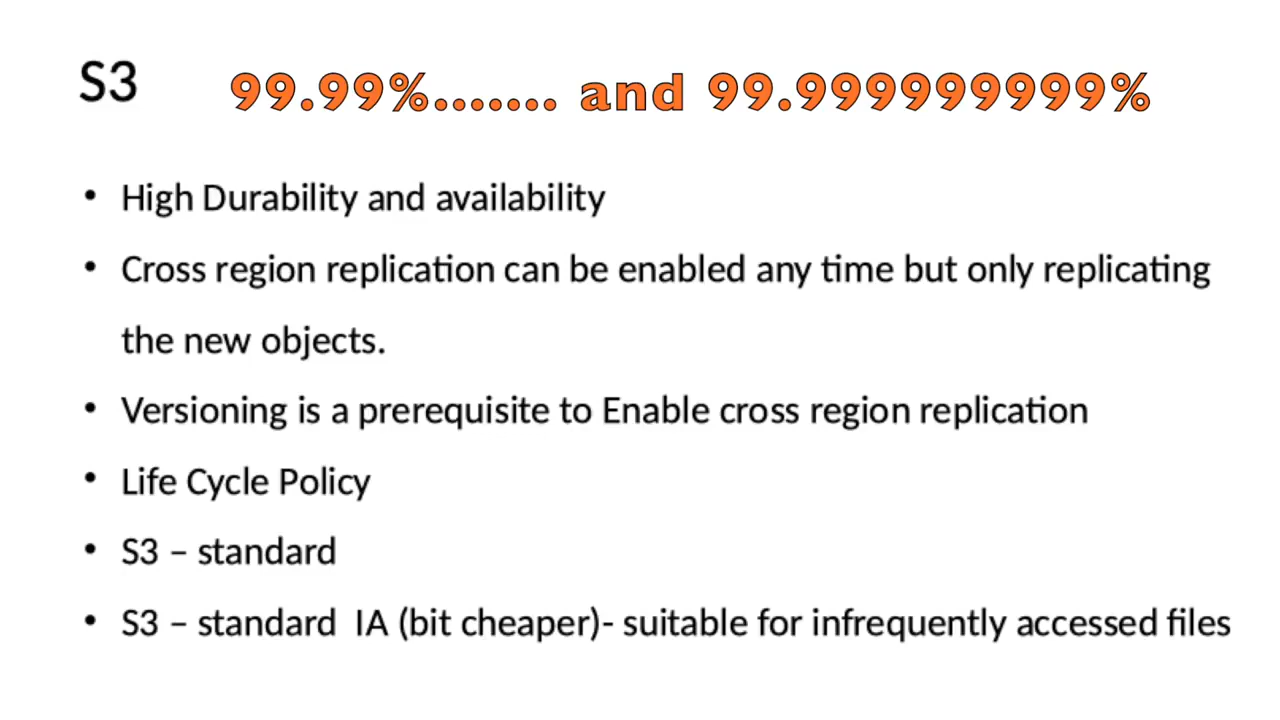 S3 99.99%....... and 99.999999999%
• High Durability and availability
• Cross region replication can be enabled any time but only replicating
the new objects.
• Versioning is a prerequisite to Enable cross region replication
• Life Cycle Policy
• S3 – standard
• S3 – standard  IA (bit cheaper)- suitable for infrequently accessed files